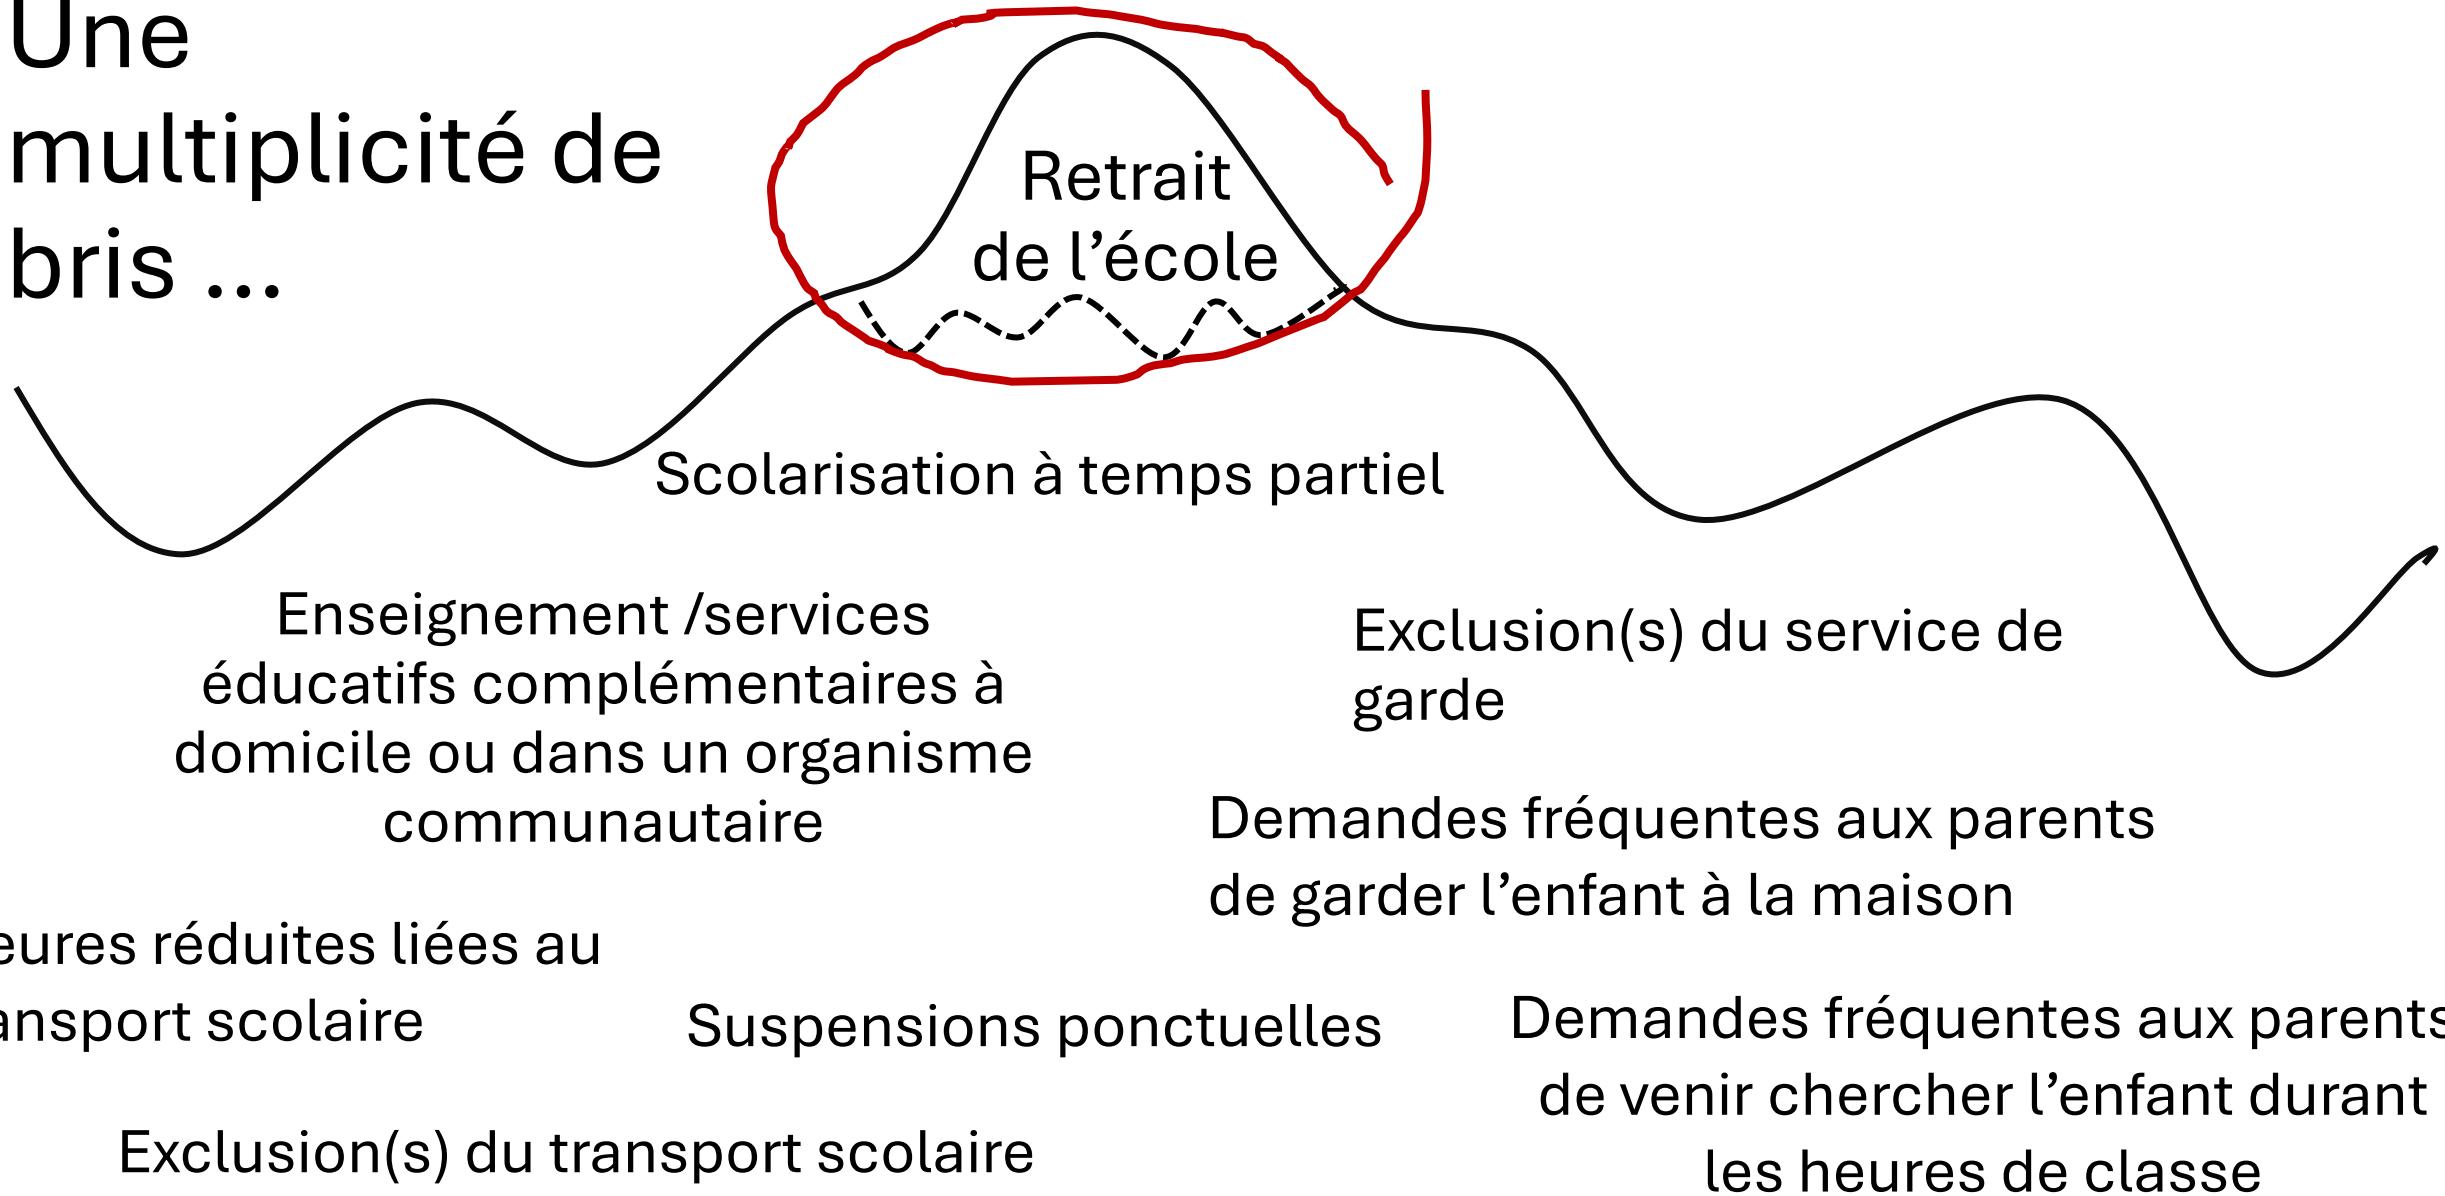 Une
multiplicité de
bris ...
Retrait
de l’école
Scolarisation à temps partiel
Enseignement /services
éducatifs complémentaires à
domicile ou dans un organisme
communautaire
Exclusion(s) du service de
garde
Demandes fréquentes aux parents
de garder l’enfant à la maison
eures réduites liées au
ansport scolaire
Suspensions ponctuelles
Demandes fréquentes aux parents
de venir chercher l’enfant durant
les heures de classe
Exclusion(s) du transport scolaire